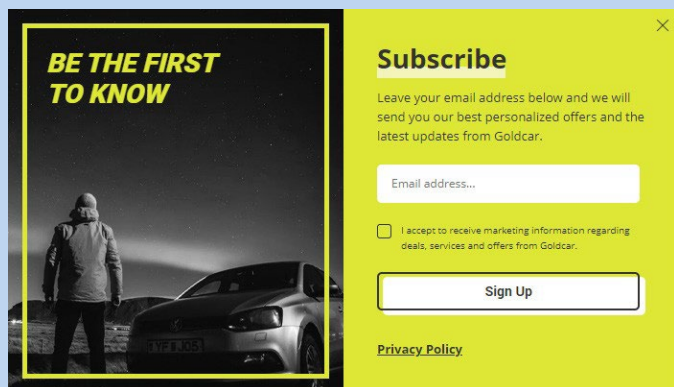 BE THE FIRST
TO KNOW
Subscribe
Leave your email address below and we will
send you our best personalized offers and the
latest updates from Goldcar.
Email address...
I accept to receive marketing information regarding
deals, services and offers from Goldcar.
Sign Up
Privacy Policy